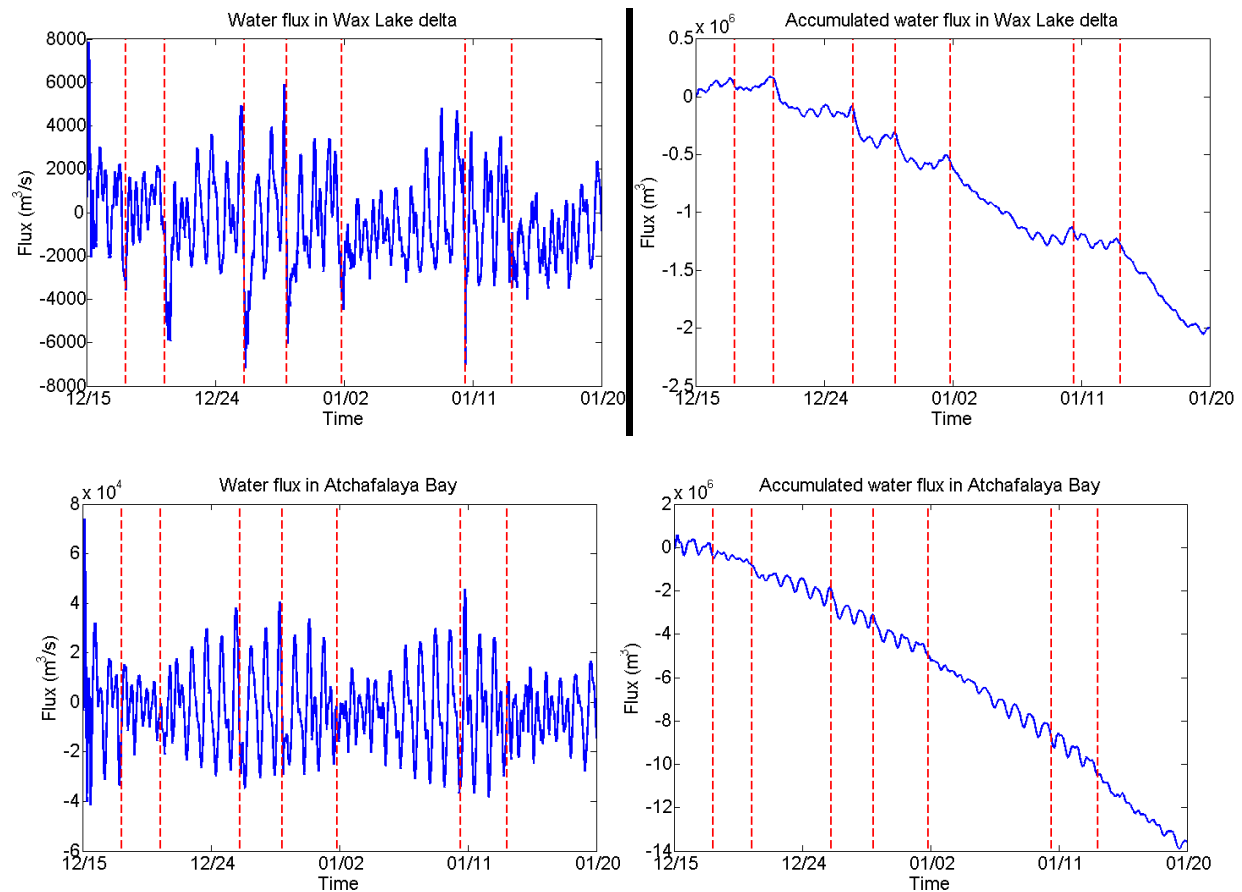 Water flux in Wax Lake delta
8000
6000
4000
2000
0
-2000
-4000
-6000
-8000
Flux (m³/s)
12/15 12/24 01/02 01/11 01/20
Time
Accumulated water flux in Wax Lake delta
x 10⁶
0.5
0
-0.5
-1
-1.5
-2
-2.5
Flux (m³)
12/15 12/24 01/02 01/11 01/20
Time
Water flux in Atchafalaya Bay
x 10⁴
8
6
4
2
0
-2
-4
-6
Flux (m³/s)
12/15 12/24 01/02 01/11 01/20
Time
Accumulated water flux in Atchafalaya Bay
x 10⁶
2
0
-2
-4
-6
-8
-10
-12
-14
Flux (m³)
12/15 12/24 01/02 01/11 01/20
Time